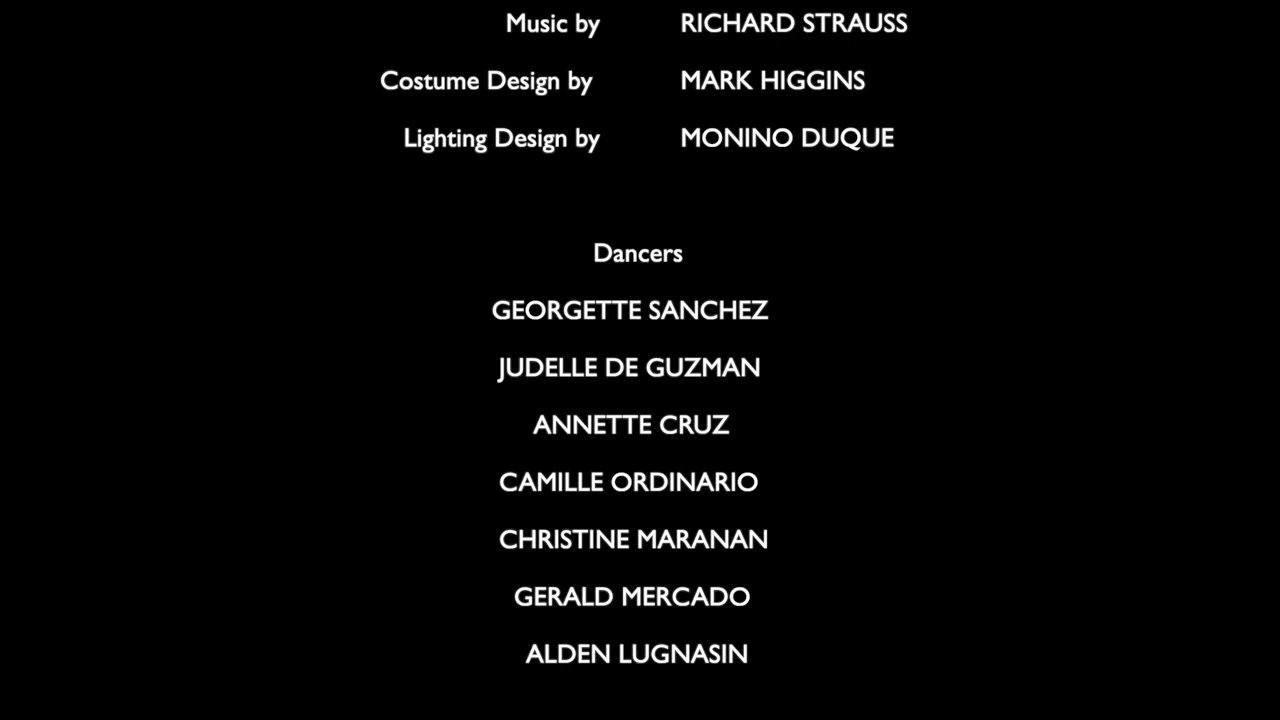 Music by RICHARD STRAUSS
Costume Design by MARK HIGGINS
Lighting Design by MONINO DUQUE
Dancers
GEORGETTE SANCHEZ
JUDELLE DE GUZMAN
ANNETTE CRUZ
CAMILLE ORDINARIO
CHRISTINE MARANAN
GERALD MERCADO
ALDEN LUGNASIN